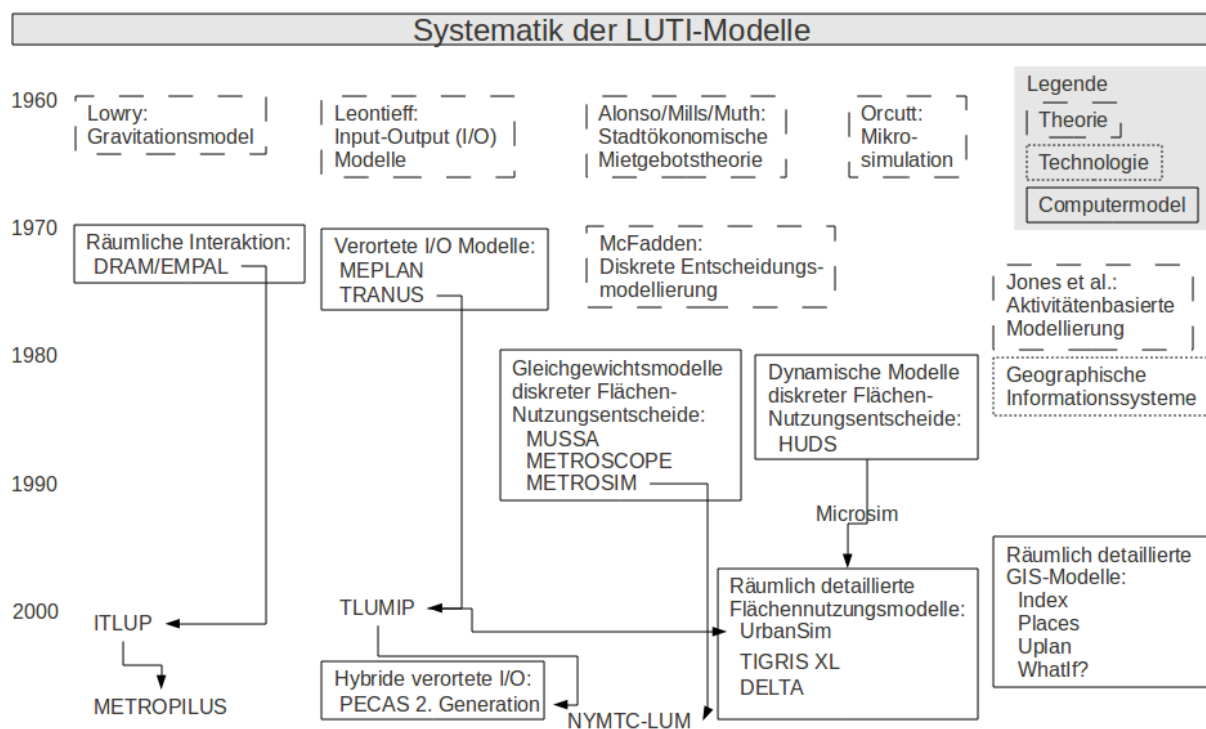 Systematik der LUTI-Modelle
Legende
Theorie
Technologie
Computermodel
1960
Lowry:
Gravitationsmodel
Leontieff:
Input-Output (I/O)
Modelle
Alonso/Mills/Muth:
Stadtökonomische
Mietgebotstheorie
Orcutt:
Mikro-
simulation
1970
Räumliche Interaktion:
DRAM/EMPAL
Verortete I/O Modelle:
MEPLAN
TRANUS
McFadden:
Diskrete Entscheidungs-
modellierung
Jones et al.:
Aktivitätenbasierte
Modellierung
1980
Gleichgewichtsmodelle
diskreter Flächen-
Nutzungsentscheide:
MUSSA
METROSCOPE
METROSIM
Dynamische Modelle
diskreter Flächen-
Nutzungsentscheide:
HUDS
Geographische
Informationssysteme
1990
Microsim
Räumlich detaillierte
GIS-Modelle:
Index
Places
Uplan
WhatIf?
2000
ITLUP
METROPILUS
TLUMIP
Hybride verortete I/O:
PECAS 2. Generation
NYMTC-LUM
Räumlich detaillierte
Flächennutzungsmodelle:
UrbanSim
TIGRIS XL
DELTA